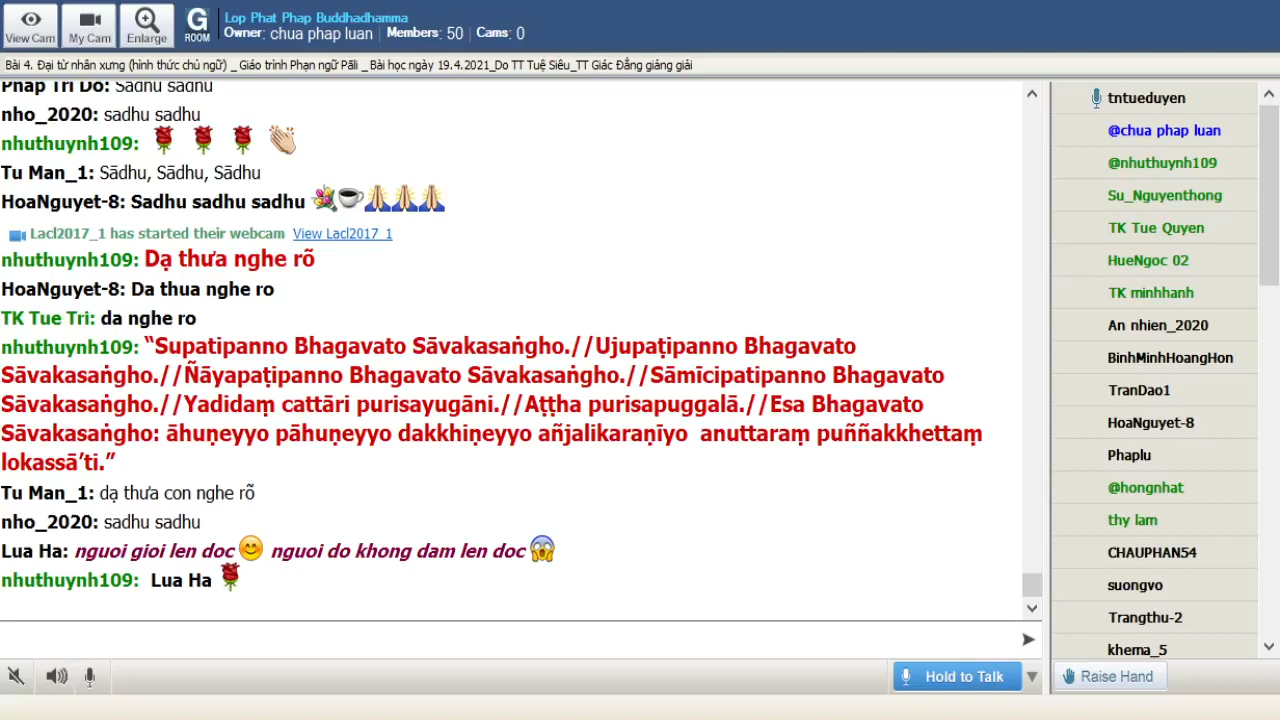 View Cam
My Cam
Enlarge
G
ROOM
Lop Phat Phap Buddhadhamma
Owner: chua phap luan | Members: 50 | Cams: 0
Bài 4. Đại từ nhân xưng (hình thức chủ ngữ) _ Giáo trình Phạn ngữ Pāli _ Bài học ngày 19.4.2021_Do TT Tuệ Siêu_TT Giác Đẳng giảng giải
Phap Tri Do: Sadhu sadhu
nho_2020: sadhu sadhu
nhuthuynh109:
Tu Man_1: Sādhu, Sādhu, Sādhu
HoaNguyet-8: Sadhu sadhu sadhu
Lacl2017_1 has started their webcam View Lacl2017_1
nhuthuynh109: Dạ thưa nghe rõ
HoaNguyet-8: Da thua nghe ro
TK Tue Tri: da nghe ro
nhuthuynh109: “Supatipanno Bhagavato Sāvakasaṅgho.//Ujupaṭipanno Bhagavato
Sāvakasaṅgho.//Ñāyapaṭipanno Bhagavato Sāvakasaṅgho.//Sāmīcipatipanno Bhagavato
Sāvakasaṅgho.//Yadidaṃ cattāri purisayugāni.//Aṭṭha purisapuggalā.//Esa Bhagavato
Sāvakasaṅgho: āhuṇeyyo pāhuṇeyyo dakkhiṇeyyo añjalikaraṇīyo anuttaraṃ puññakkhettaṃ
lokassā’ti.”
Tu Man_1: dạ thưa con nghe rõ
nho_2020: sadhu sadhu
Lua Ha: nguoi gioi len doc nguoi do khong dam len doc
nhuthuynh109: Lua Ha
Hold to Talk
tntueduyen
@chua phap luan
@nhuthuynh109
Su_Nguyenthong
TK Tue Quyen
HueNgoc 02
TK minhhanh
An nhien_2020
BinhMinhHoangHon
TranDao1
HoaNguyet-8
Phaplu
@hongnhat
thy lam
CHAUPHAN54
suongvo
Trangthu-2
khema_5
Raise Hand